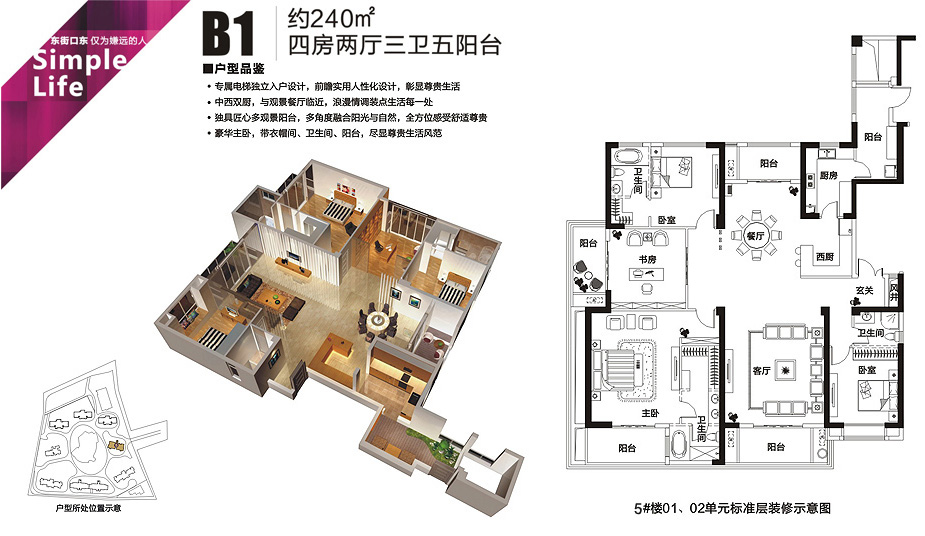 东街口东 仅为嫌远的人
Simple
Life
B1
约240㎡
四房两厅三卫五阳台
■户型品鉴
• 专属电梯独立入户设计，前瞻实用人性化设计，彰显尊贵生活
• 中西双厨，与观景餐厅临近，浪漫情调装点生活每一处
• 独具匠心多观景阳台，多角度融合阳光与自然，全方位感受舒适尊贵
• 豪华主卧，带衣帽间、卫生间、阳台，尽显尊贵生活风范
阳台
阳台
厨房
卫生间
卧室
餐厅
阳台
书房
西厨
玄关
风井
卫生间
客厅
卧室
主卧
卫生间
阳台
阳台
户型所处位置示意
5#楼01、02单元标准层装修示意图